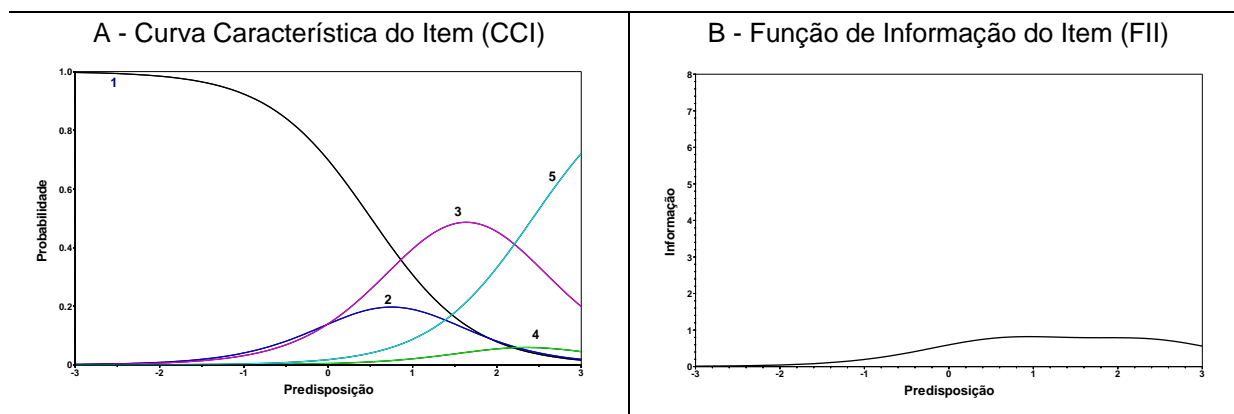 A - Curva Característica do Item (CCI)
1.0
0.8
0.6
0.4
0.2
0
-3 -2 -1 0 1 2 3
Probabilidade
Predisposição
1
2
3
4
5
B - Função de Informação do Item (FII)
8
7
6
5
4
3
2
1
0
-3 -2 -1 0 1 2 3
Informação
Predisposição